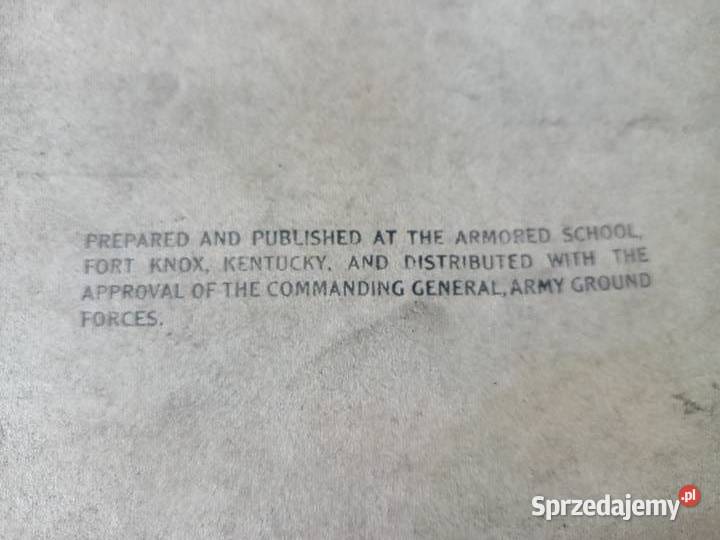 PREPARED AND PUBLISHED AT THE ARMORED SCHOOL,
FORT KNOX, KENTUCKY, AND DISTRIBUTED WITH THE
APPROVAL OF THE COMMANDING GENERAL, ARMY GROUND
FORCES.
Sprzedajemy.pl